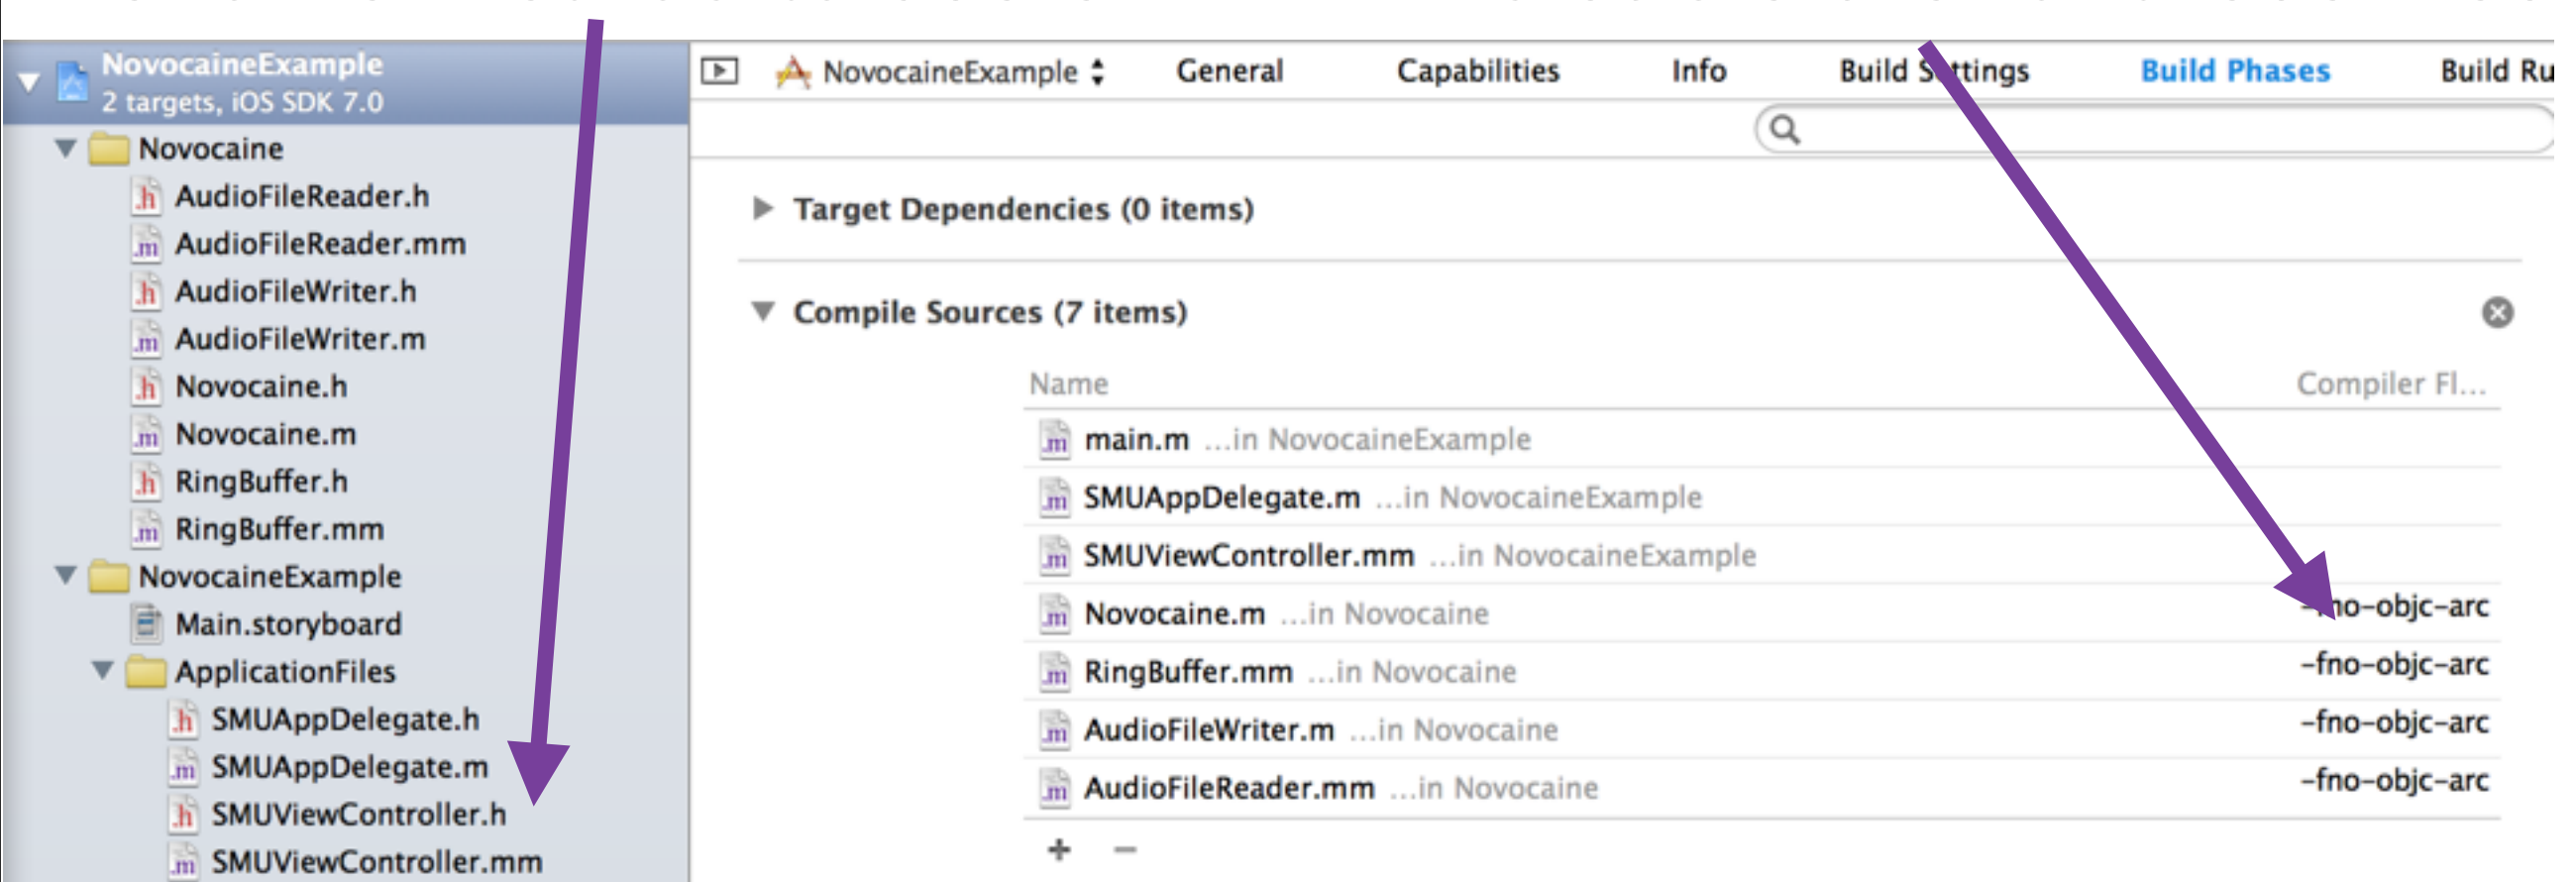 NovocaineExample
2 targets, iOS SDK 7.0
Novocaine
AudioFileReader.h
AudioFileReader.mm
AudioFileWriter.h
AudioFileWriter.m
Novocaine.h
Novocaine.m
RingBuffer.h
RingBuffer.mm
NovocaineExample
Main.storyboard
ApplicationFiles
SMUAppDelegate.h
SMUAppDelegate.m
SMUViewController.h
SMUViewController.mm
NovocaineExample General Capabilities Info Build Settings Build Phases Build Ru
Target Dependencies (0 items)
Compile Sources (7 items)
Name Compiler Fl...
main.m ...in NovocaineExample
SMUAppDelegate.m ...in NovocaineExample
SMUViewController.mm ...in NovocaineExample
Novocaine.m ...in Novocaine -fno-objc-arc
RingBuffer.mm ...in Novocaine -fno-objc-arc
AudioFileWriter.m ...in Novocaine -fno-objc-arc
AudioFileReader.mm ...in Novocaine -fno-objc-arc